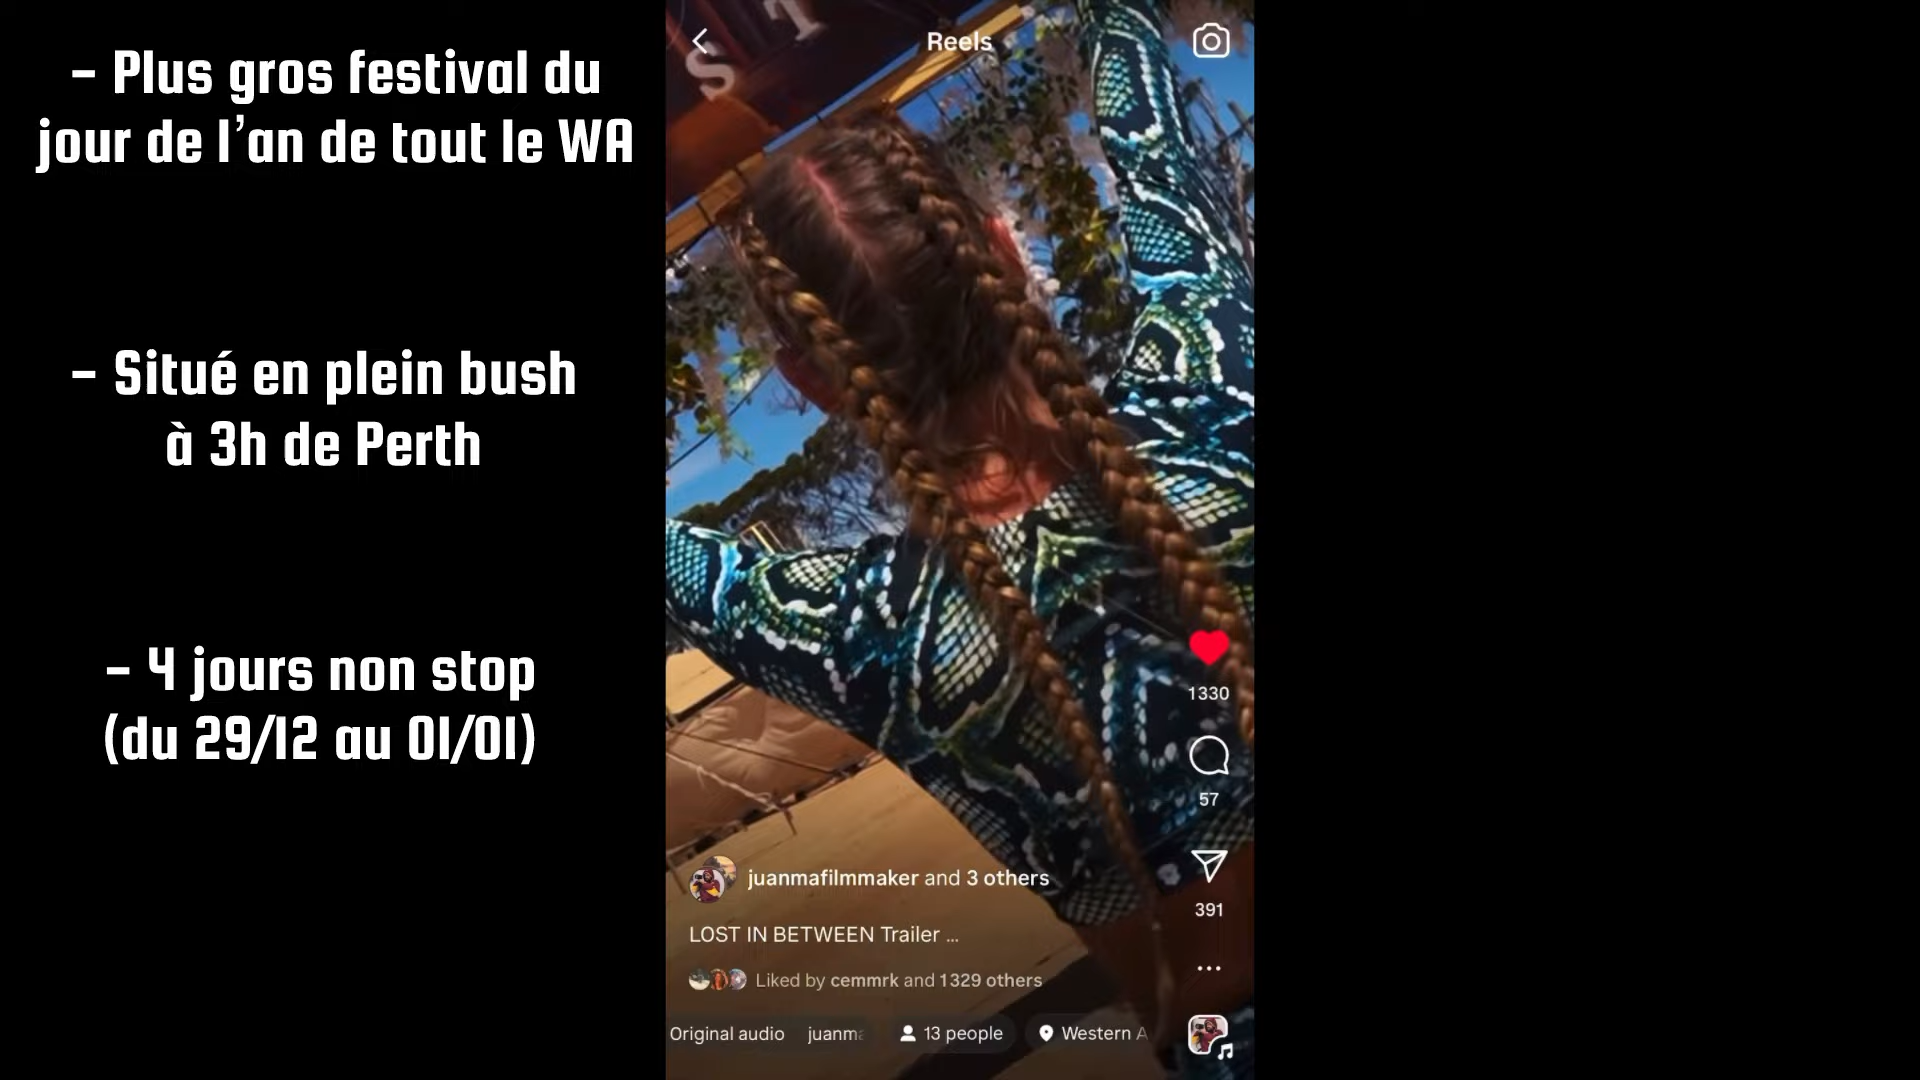 - Plus gros festival du
jour de l'an de tout le WA
- Situé en plein bush
à 3h de Perth
- 4 jours non stop
(du 29/12 au 01/01)
S T
Reels
1330
57
391
juanmafilmmaker and 3 others
LOST IN BETWEEN Trailer ...
Liked by cemmrk and 1329 others
Original audio juanma 13 people Western A